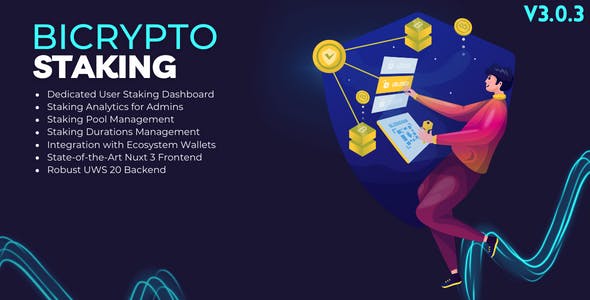 V3.0.3
BICRYPTO
STAKING
Dedicated User Staking Dashboard
Staking Analytics for Admins
Staking Pool Management
Staking Durations Management
Integration with Ecosystem Wallets
State-of-the-Art Nuxt 3 Frontend
Robust UWS 20 Backend